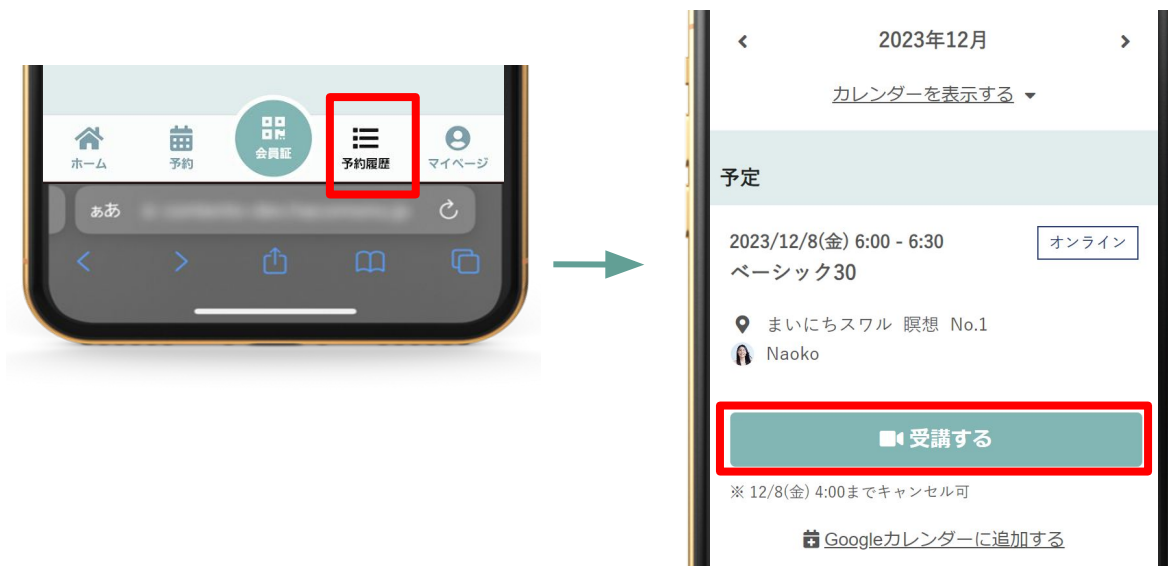 会員証
ホーム
予約
予約履歴
マイページ
ぁあ
2023年12月
カレンダーを表示する
予定
2023/12/8(金) 6:00 - 6:30
オンライン
ベーシック30
まいにちスワル 瞑想 No.1
Naoko
受講する
※ 12/8(金) 4:00までキャンセル可
Googleカレンダーに追加する